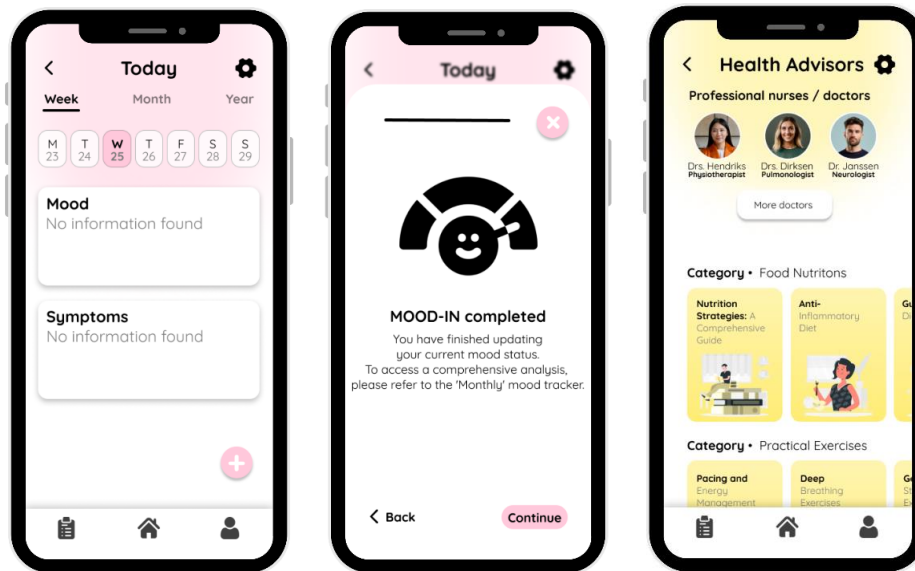 Today
Week Month Year
M T W T F S S
23 24 25 26 27 28 29
Mood
No information found
Symptoms
No information found
Today
MOOD-IN completed
You have finished updating
your current mood status.
To access a comprehensive analysis,
please refer to the 'Monthly' mood tracker.
Back
Continue
Health Advisors
Professional nurses / doctors
Drs. Hendriks
Physiotherapist
Drs. Dirksen
Pulmonologist
Dr. Janssen
Neurologist
More doctors
Category • Food Nutritons
Nutrition
Strategies: A
Comprehensive
Guide
Anti-
Inflammatory
Diet
Category • Practical Exercises
Pacing and
Energy
Management
Deep
Breathing
Exercises